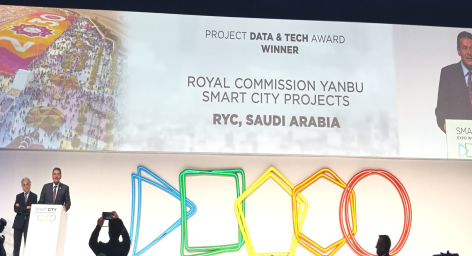 PROJECT DATA & TECH AWARD
WINNER
ROYAL COMMISSION YANBU
SMART CITY PROJECTS
RYC, SAUDI ARABIA